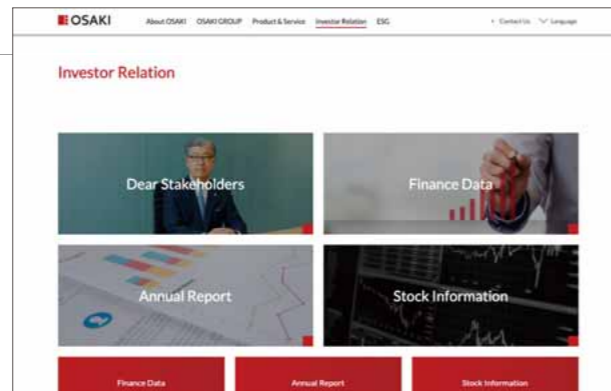 OSAKI About OSAKI OSAKI GROUP Product & Service Investor Relation ESG Contact Us Language
Investor Relation
Dear Stakeholders Finance Data
Annual Report Stock Information
Finance Data Annual Report Stock Information